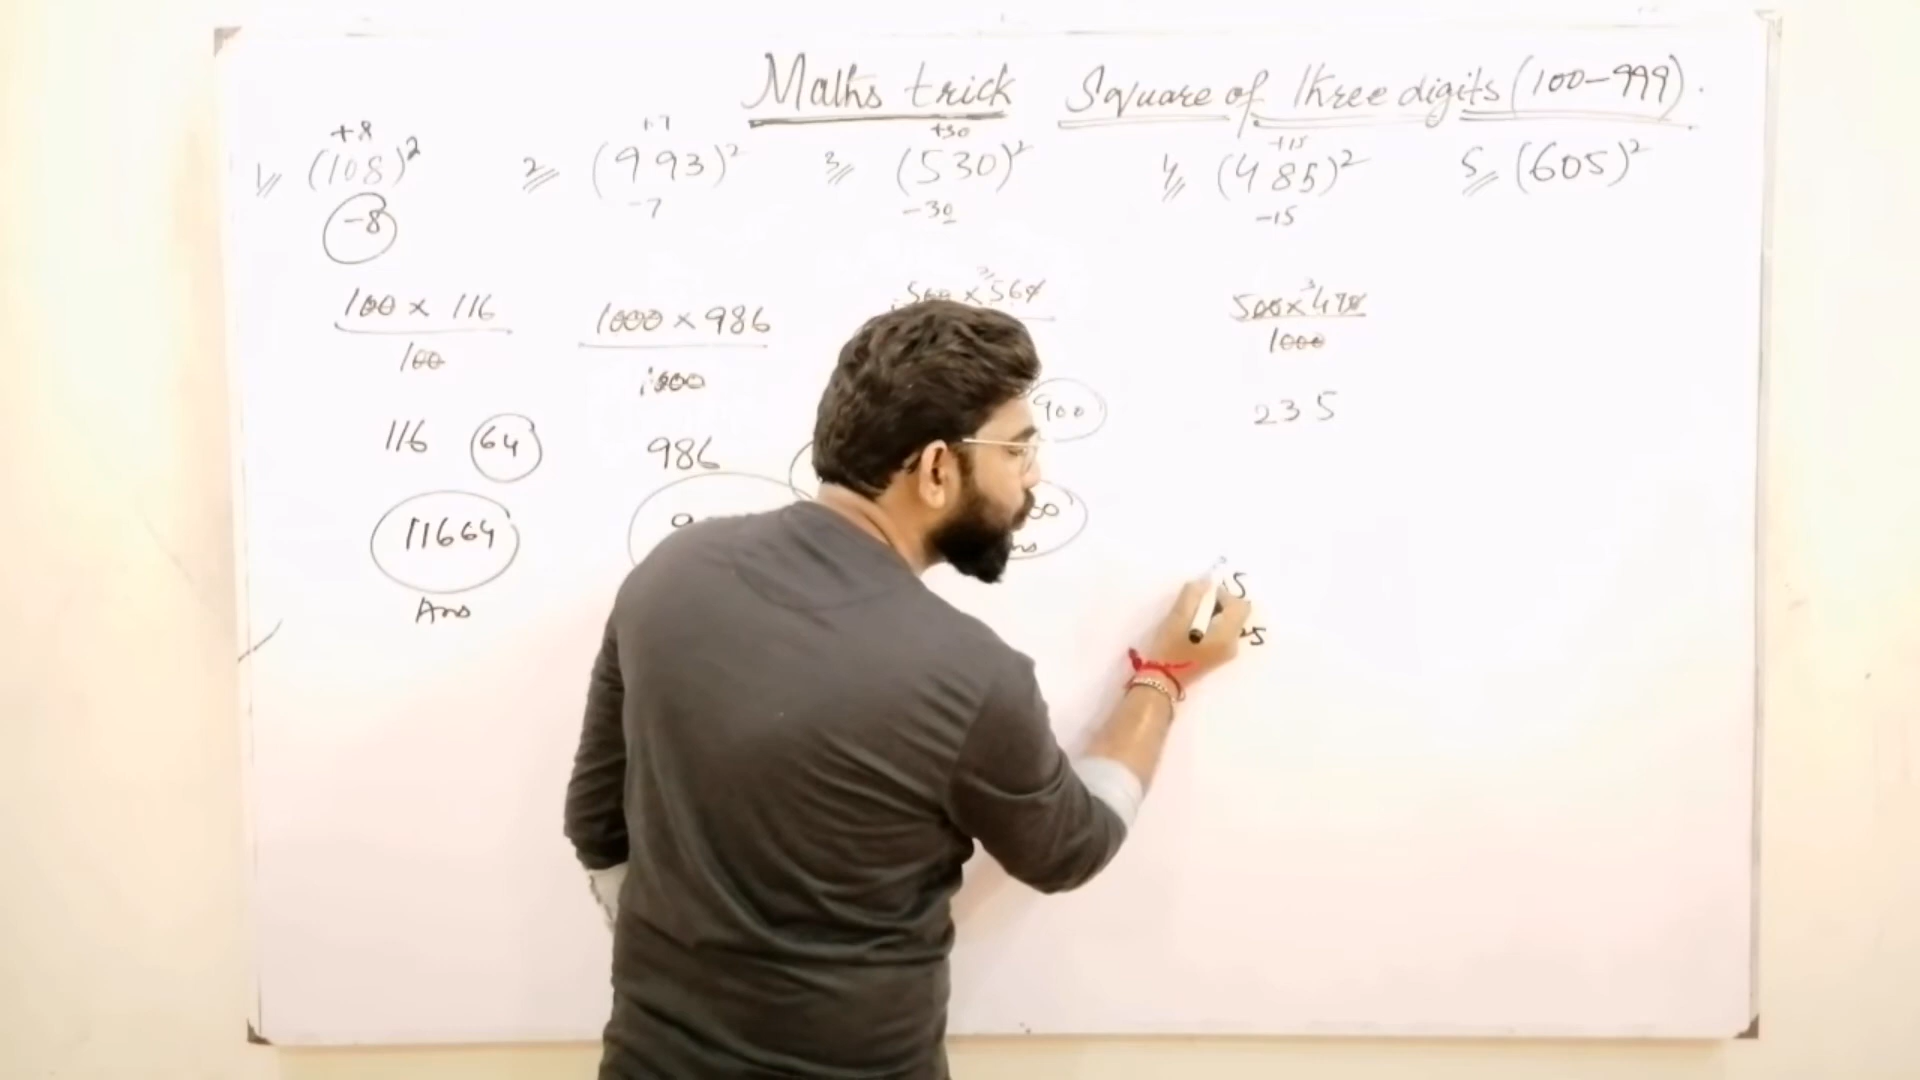 Maths trick Square of three digits (100-999).
+8 +7 +30 +15
1) (108)² 2) (993)² 3) (530)² 4) (485)² 5) (605)²
-8 -7 -30 -15
100 x 116
100
116 64
11664
Ans
1000 x 986
1000
986
500 x 560
900
500 x 470
1000
235